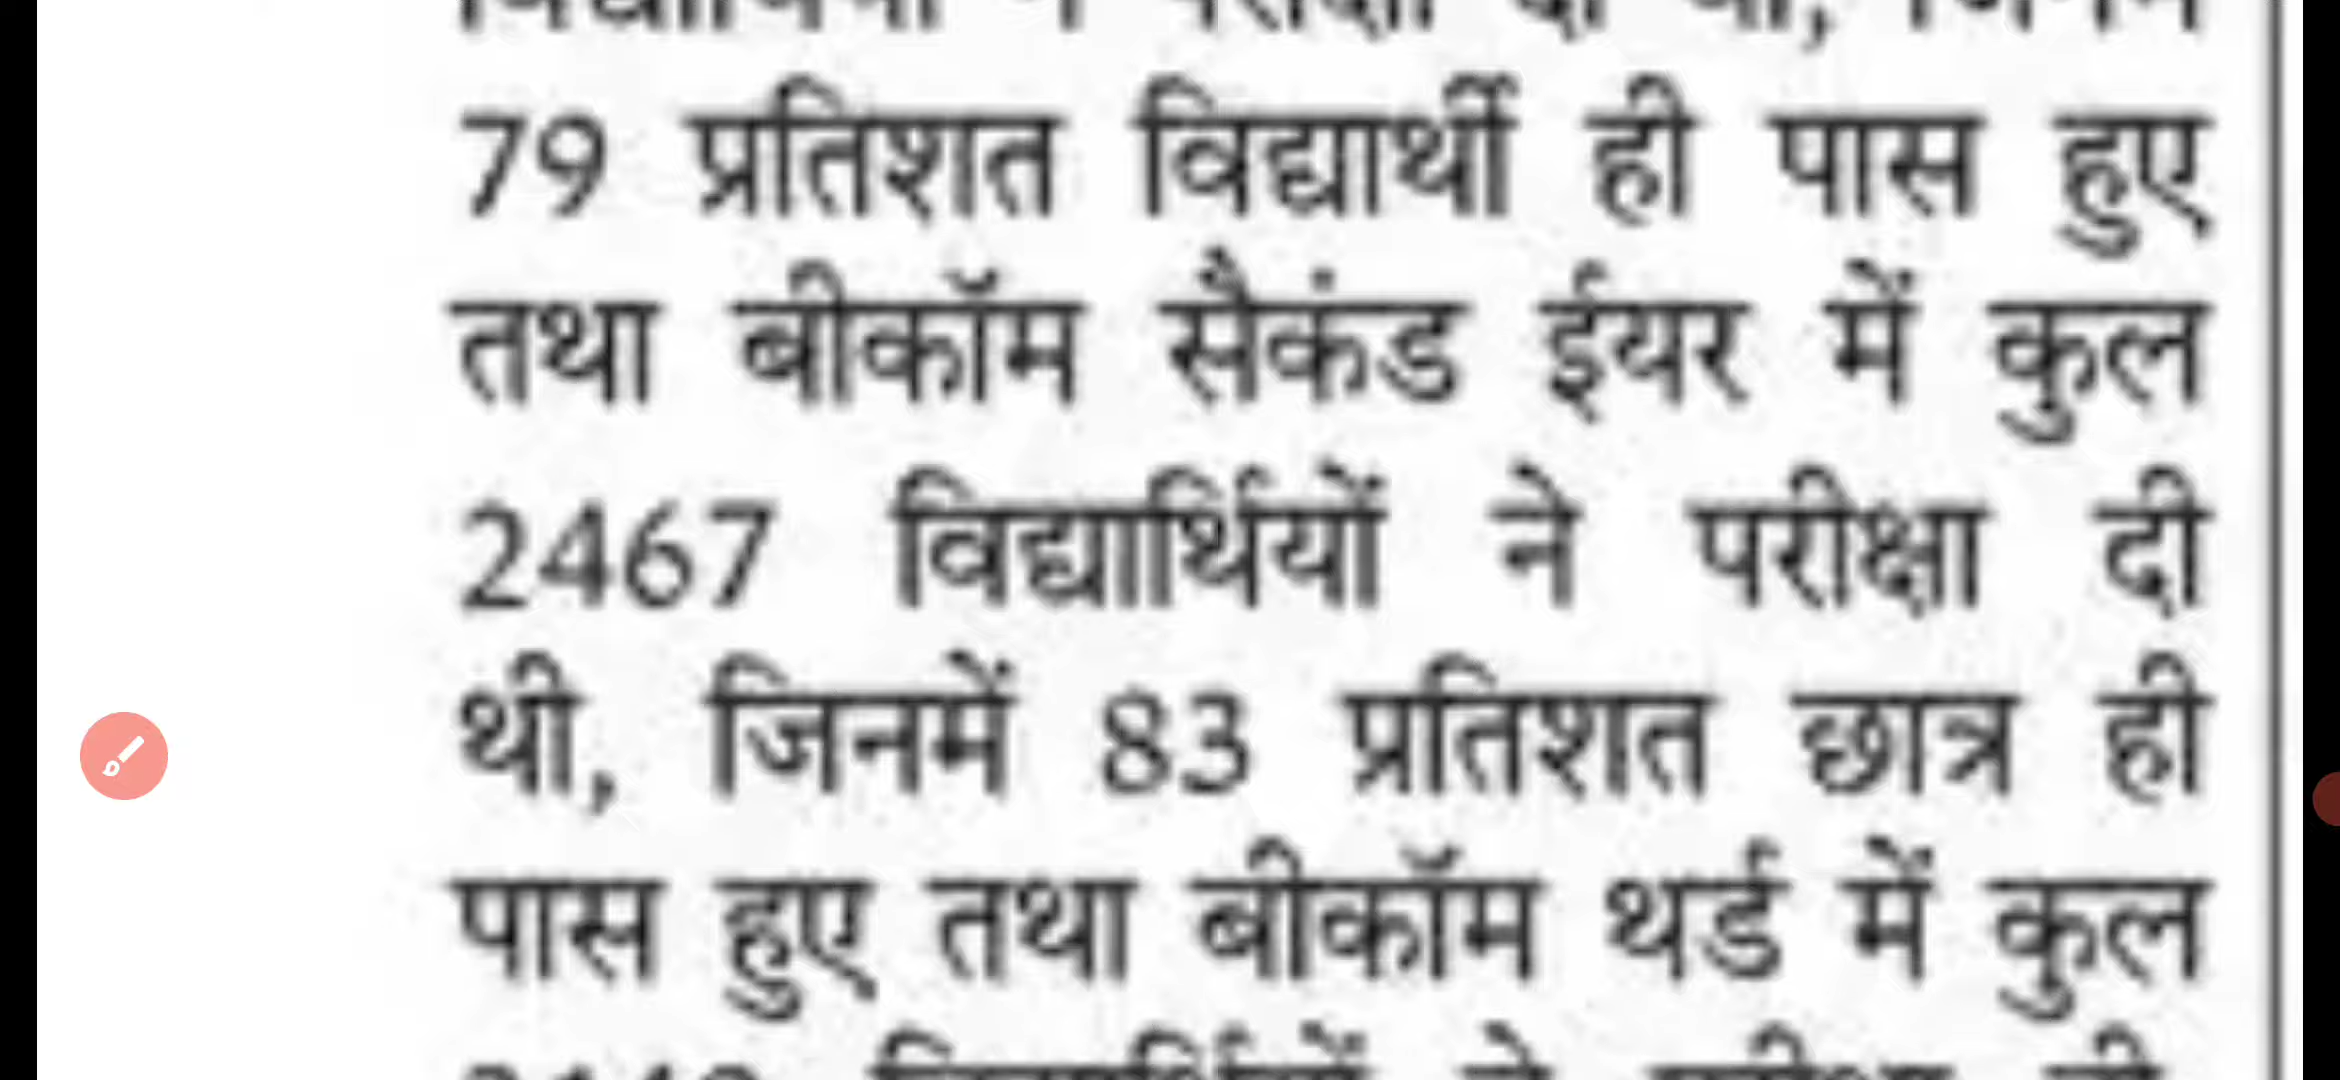 79 प्रतिशत विद्यार्थी ही पास हुए
तथा बीकॉम सैकंड ईयर में कुल
2467 विद्यार्थियों ने परीक्षा दी
थी, जिनमें 83 प्रतिशत छात्र ही
पास हुए तथा बीकॉम थर्ड में कुल